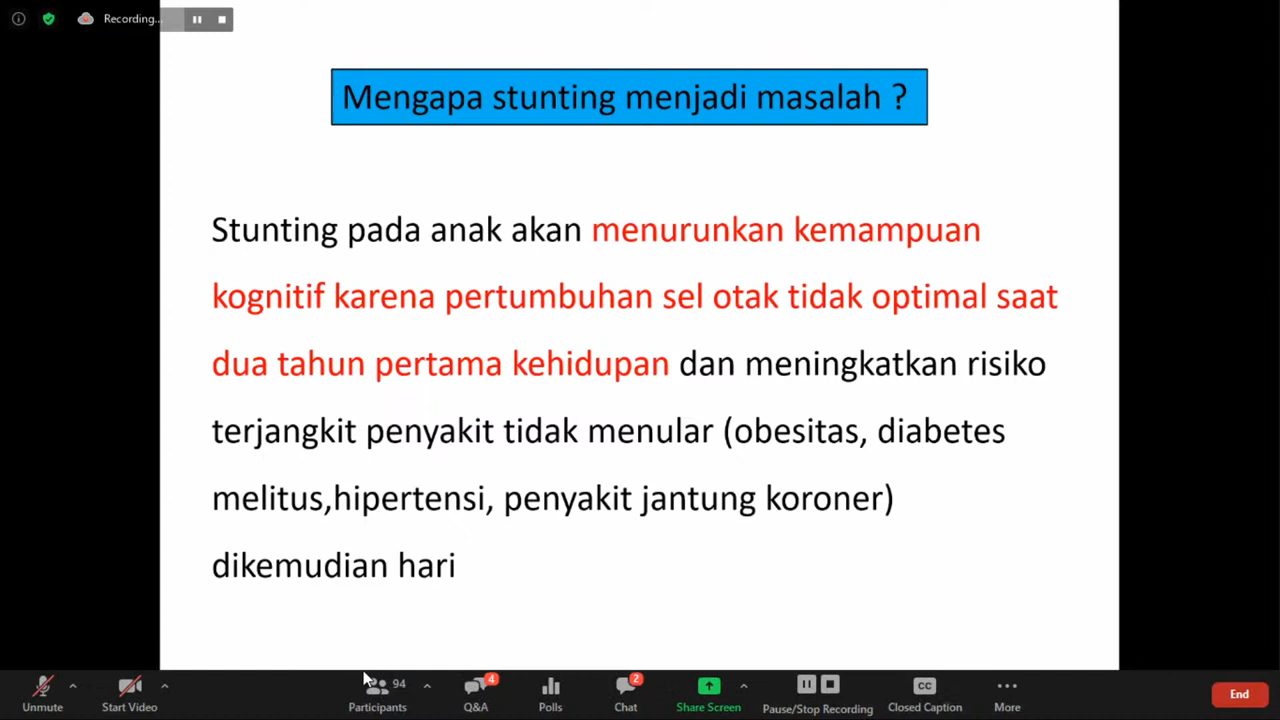 Recording...
Mengapa stunting menjadi masalah ?
Stunting pada anak akan menurunkan kemampuan
kognitif karena pertumbuhan sel otak tidak optimal saat
dua tahun pertama kehidupan dan meningkatkan risiko
terjangkit penyakit tidak menular (obesitas, diabetes
melitus,hipertensi, penyakit jantung koroner)
dikemudian hari
94 4 2 CC
Unmute Start Video Participants Q&A Polls Chat Share Screen Pause/Stop Recording Closed Caption More End